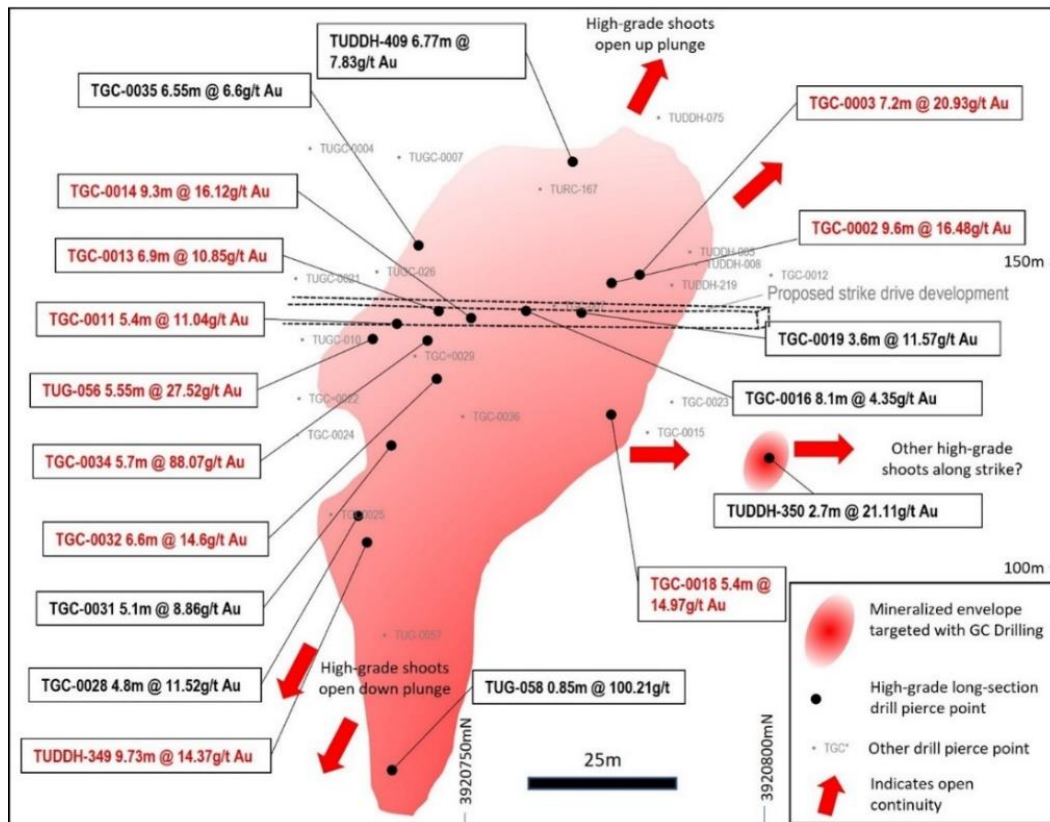 High-grade shoots
open up plunge
TUDDH-409 6.77m @
7.83g/t Au
TGC-0035 6.55m @ 6.6g/t Au
TGC-0003 7.2m @ 20.93g/t Au
TUDDH-075
TUGC-0004
TUGC-0007
TGC-0014 9.3m @ 16.12g/t Au
TURC-167
TGC-0002 9.6m @ 16.48g/t Au
TGC-0013 6.9m @ 10.85g/t Au
TUDDH-005
TUDDH-008
TGC-0012
150m
TUGC-026
TUGC-0021
TUDDH-219
Proposed strike drive development
TGC-0011 5.4m @ 11.04g/t Au
TUGC-010
TGC-0019 3.6m @ 11.57g/t Au
TGC=0029
TUG-056 5.55m @ 27.52g/t Au
TGC=0022
TGC-0023
TGC-0016 8.1m @ 4.35g/t Au
TGC-0036
TGC-0024
TGC-0015
TGC-0034 5.7m @ 88.07g/t Au
Other high-grade
shoots along strike?
TUDDH-350 2.7m @ 21.11g/t Au
TGC-0032 6.6m @ 14.6g/t Au
100m
TGC-0018 5.4m @
14.97g/t Au
TGC-0031 5.1m @ 8.86g/t Au
Mineralized envelope
targeted with GC Drilling
TUG-0057
High-grade shoots
open down plunge
TGC-0028 4.8m @ 11.52g/t Au
TUG-058 0.85m @ 100.21g/t
High-grade long-section
drill pierce point
TUDDH-349 9.73m @ 14.37g/t Au
3920750mN
25m
3920800mN
TGC*
Other drill pierce point
Indicates open
continuity